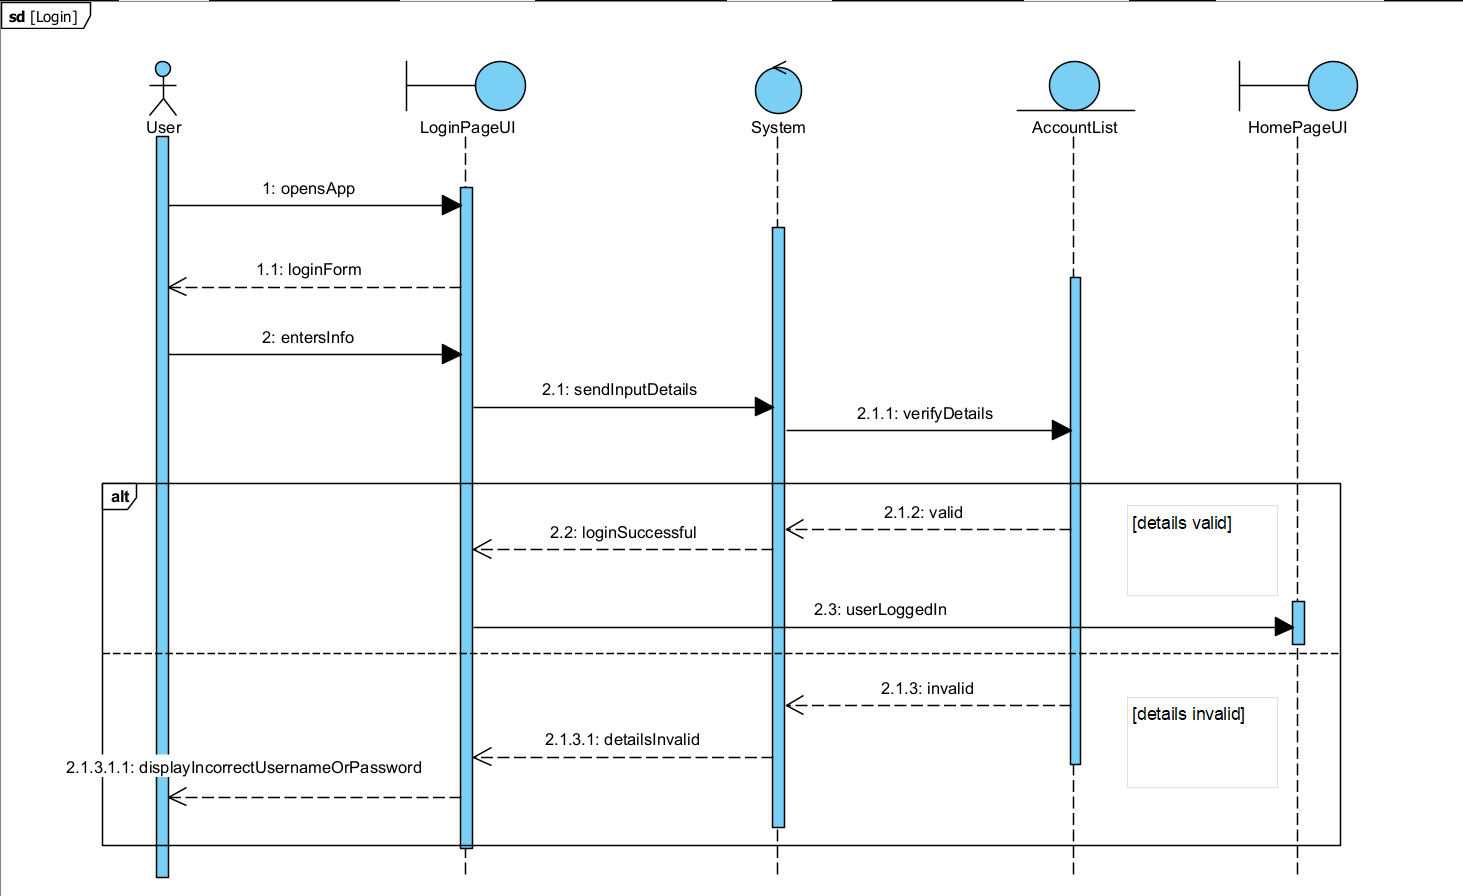 sd [Login]
User
LoginPageUI
System
AccountList
HomePageUI
1: opensApp
1.1: loginForm
2: entersInfo
2.1: sendInputDetails
2.1.1: verifyDetails
alt
2.1.2: valid
[details valid]
2.2: loginSuccessful
2.3: userLoggedIn
2.1.3: invalid
[details invalid]
2.1.3.1: detailsInvalid
2.1.3.1.1: displayIncorrectUsernameOrPassword